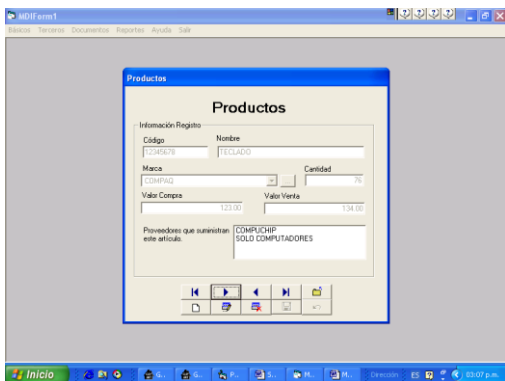 MDIForm1
Básicos Terceros Documentos Reportes Ayuda Salir
Productos
Productos
Información Registro
Código Nombre
12345678 TECLADO
Marca Cantidad
COMPAQ 76
Valor Compra Valor Venta
123.00 134.00
Proveedores que suministran este artículo.
COMPUCHIP
SOLO COMPUTADORES
Inicio G... G... P... S... M... M... Dirección ES 03:07 p.m.